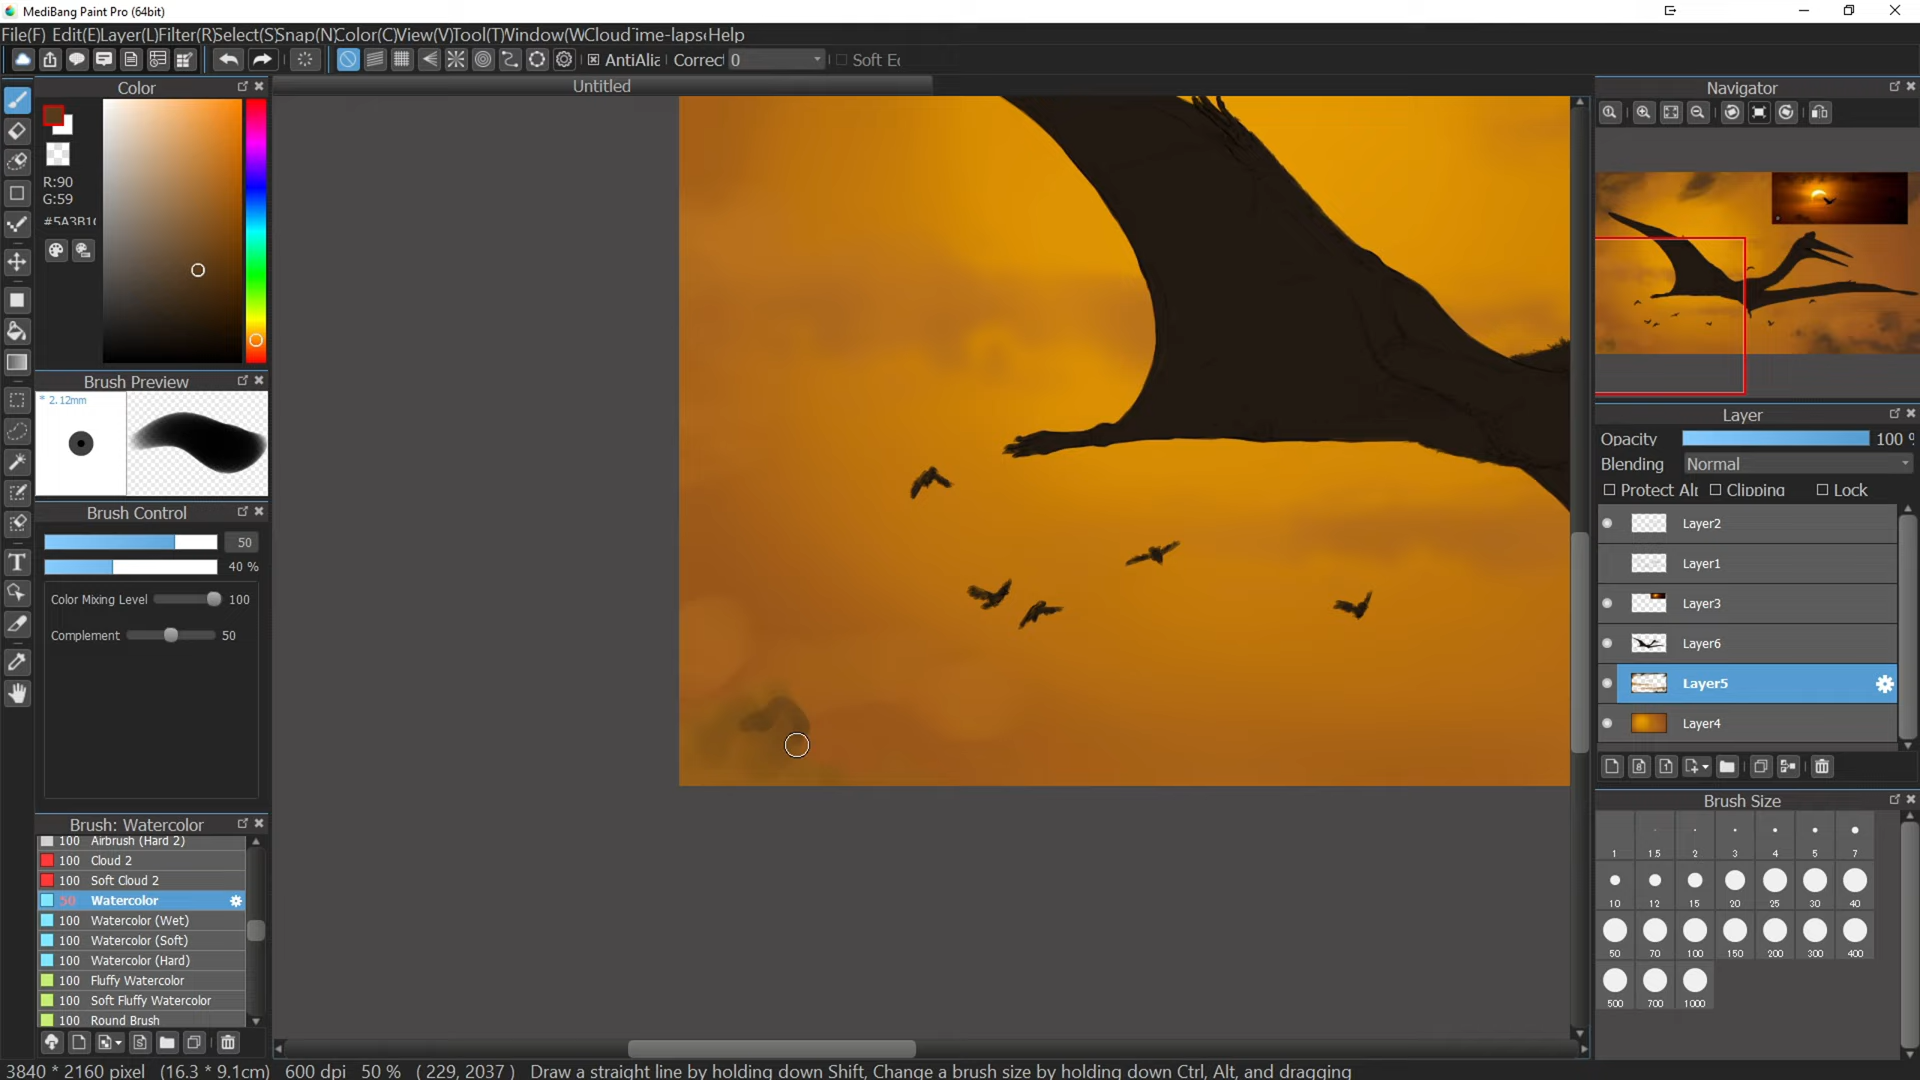 MediBang Paint Pro (64bit)
File(F) Edit(E)Layer(L)Filter(R)Select(S)Snap(N)Color(C)View(V)Tool(T)Window(W)Cloud Time-lapse Help
AntiAlia Correct 0 Soft Ec
Untitled
Color
R:90
G:59
#5A3B1(
Brush Preview
* 2.12mm
Brush Control
50
40 %
Color Mixing Level 100
Complement 50
Brush: Watercolor
100 Airbrush (Hard 2)
100 Cloud 2
100 Soft Cloud 2
50 Watercolor
100 Watercolor (Wet)
100 Watercolor (Soft)
100 Watercolor (Hard)
100 Fluffy Watercolor
100 Soft Fluffy Watercolor
100 Round Brush
Navigator
Layer
Opacity 100 %
Blending Normal
Protect Alp Clipping Lock
Layer2
Layer1
Layer3
Layer6
Layer5
Layer4
Brush Size
1 1.5 2 3 4 5 7
10 12 15 20 25 30 40
50 70 100 150 200 300 400
500 700 1000
3840 * 2160 pixel (16.3 * 9.1cm) 600 dpi 50 % ( 229, 2037 ) Draw a straight line by holding down Shift, Change a brush size by holding down Ctrl, Alt, and dragging